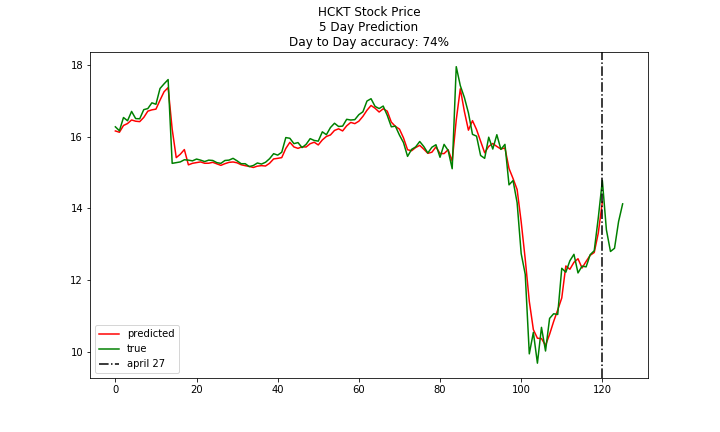 HCKT Stock Price
5 Day Prediction
Day to Day accuracy: 74%
18
16
14
12
10
predicted
true
april 27
0 20 40 60 80 100 120